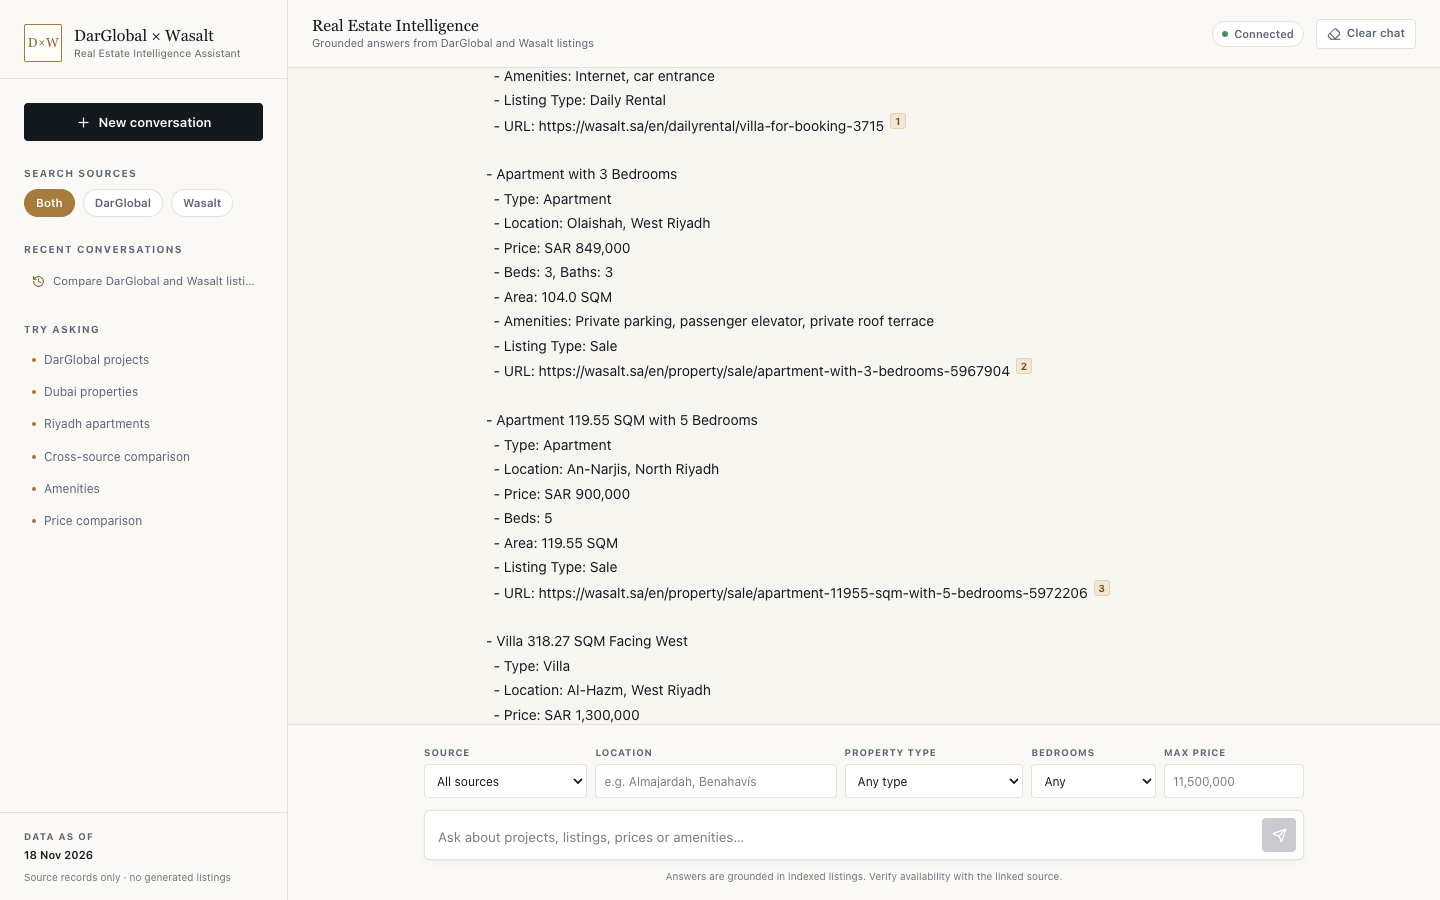 D×W
DarGlobal × Wasalt
Real Estate Intelligence Assistant
New conversation
SEARCH SOURCES
Both
DarGlobal
Wasalt
RECENT CONVERSATIONS
Compare DarGlobal and Wasalt listi...
TRY ASKING
DarGlobal projects
Dubai properties
Riyadh apartments
Cross-source comparison
Amenities
Price comparison
DATA AS OF
18 Nov 2026
Source records only · no generated listings
Real Estate Intelligence
Grounded answers from DarGlobal and Wasalt listings
Connected
Clear chat
- Amenities: Internet, car entrance
- Listing Type: Daily Rental
- URL: https://wasalt.sa/en/dailyrental/villa-for-booking-3715 1
- Apartment with 3 Bedrooms
- Type: Apartment
- Location: Olaishah, West Riyadh
- Price: SAR 849,000
- Beds: 3, Baths: 3
- Area: 104.0 SQM
- Amenities: Private parking, passenger elevator, private roof terrace
- Listing Type: Sale
- URL: https://wasalt.sa/en/property/sale/apartment-with-3-bedrooms-5967904 2
- Apartment 119.55 SQM with 5 Bedrooms
- Type: Apartment
- Location: An-Narjis, North Riyadh
- Price: SAR 900,000
- Beds: 5
- Area: 119.55 SQM
- Listing Type: Sale
- URL: https://wasalt.sa/en/property/sale/apartment-11955-sqm-with-5-bedrooms-5972206 3
- Villa 318.27 SQM Facing West
- Type: Villa
- Location: Al-Hazm, West Riyadh
- Price: SAR 1,300,000
SOURCE
All sources
LOCATION
e.g. Almajardah, Benahavís
PROPERTY TYPE
Any type
BEDROOMS
Any
MAX PRICE
11,500,000
Ask about projects, listings, prices or amenities...
Answers are grounded in indexed listings. Verify availability with the linked source.